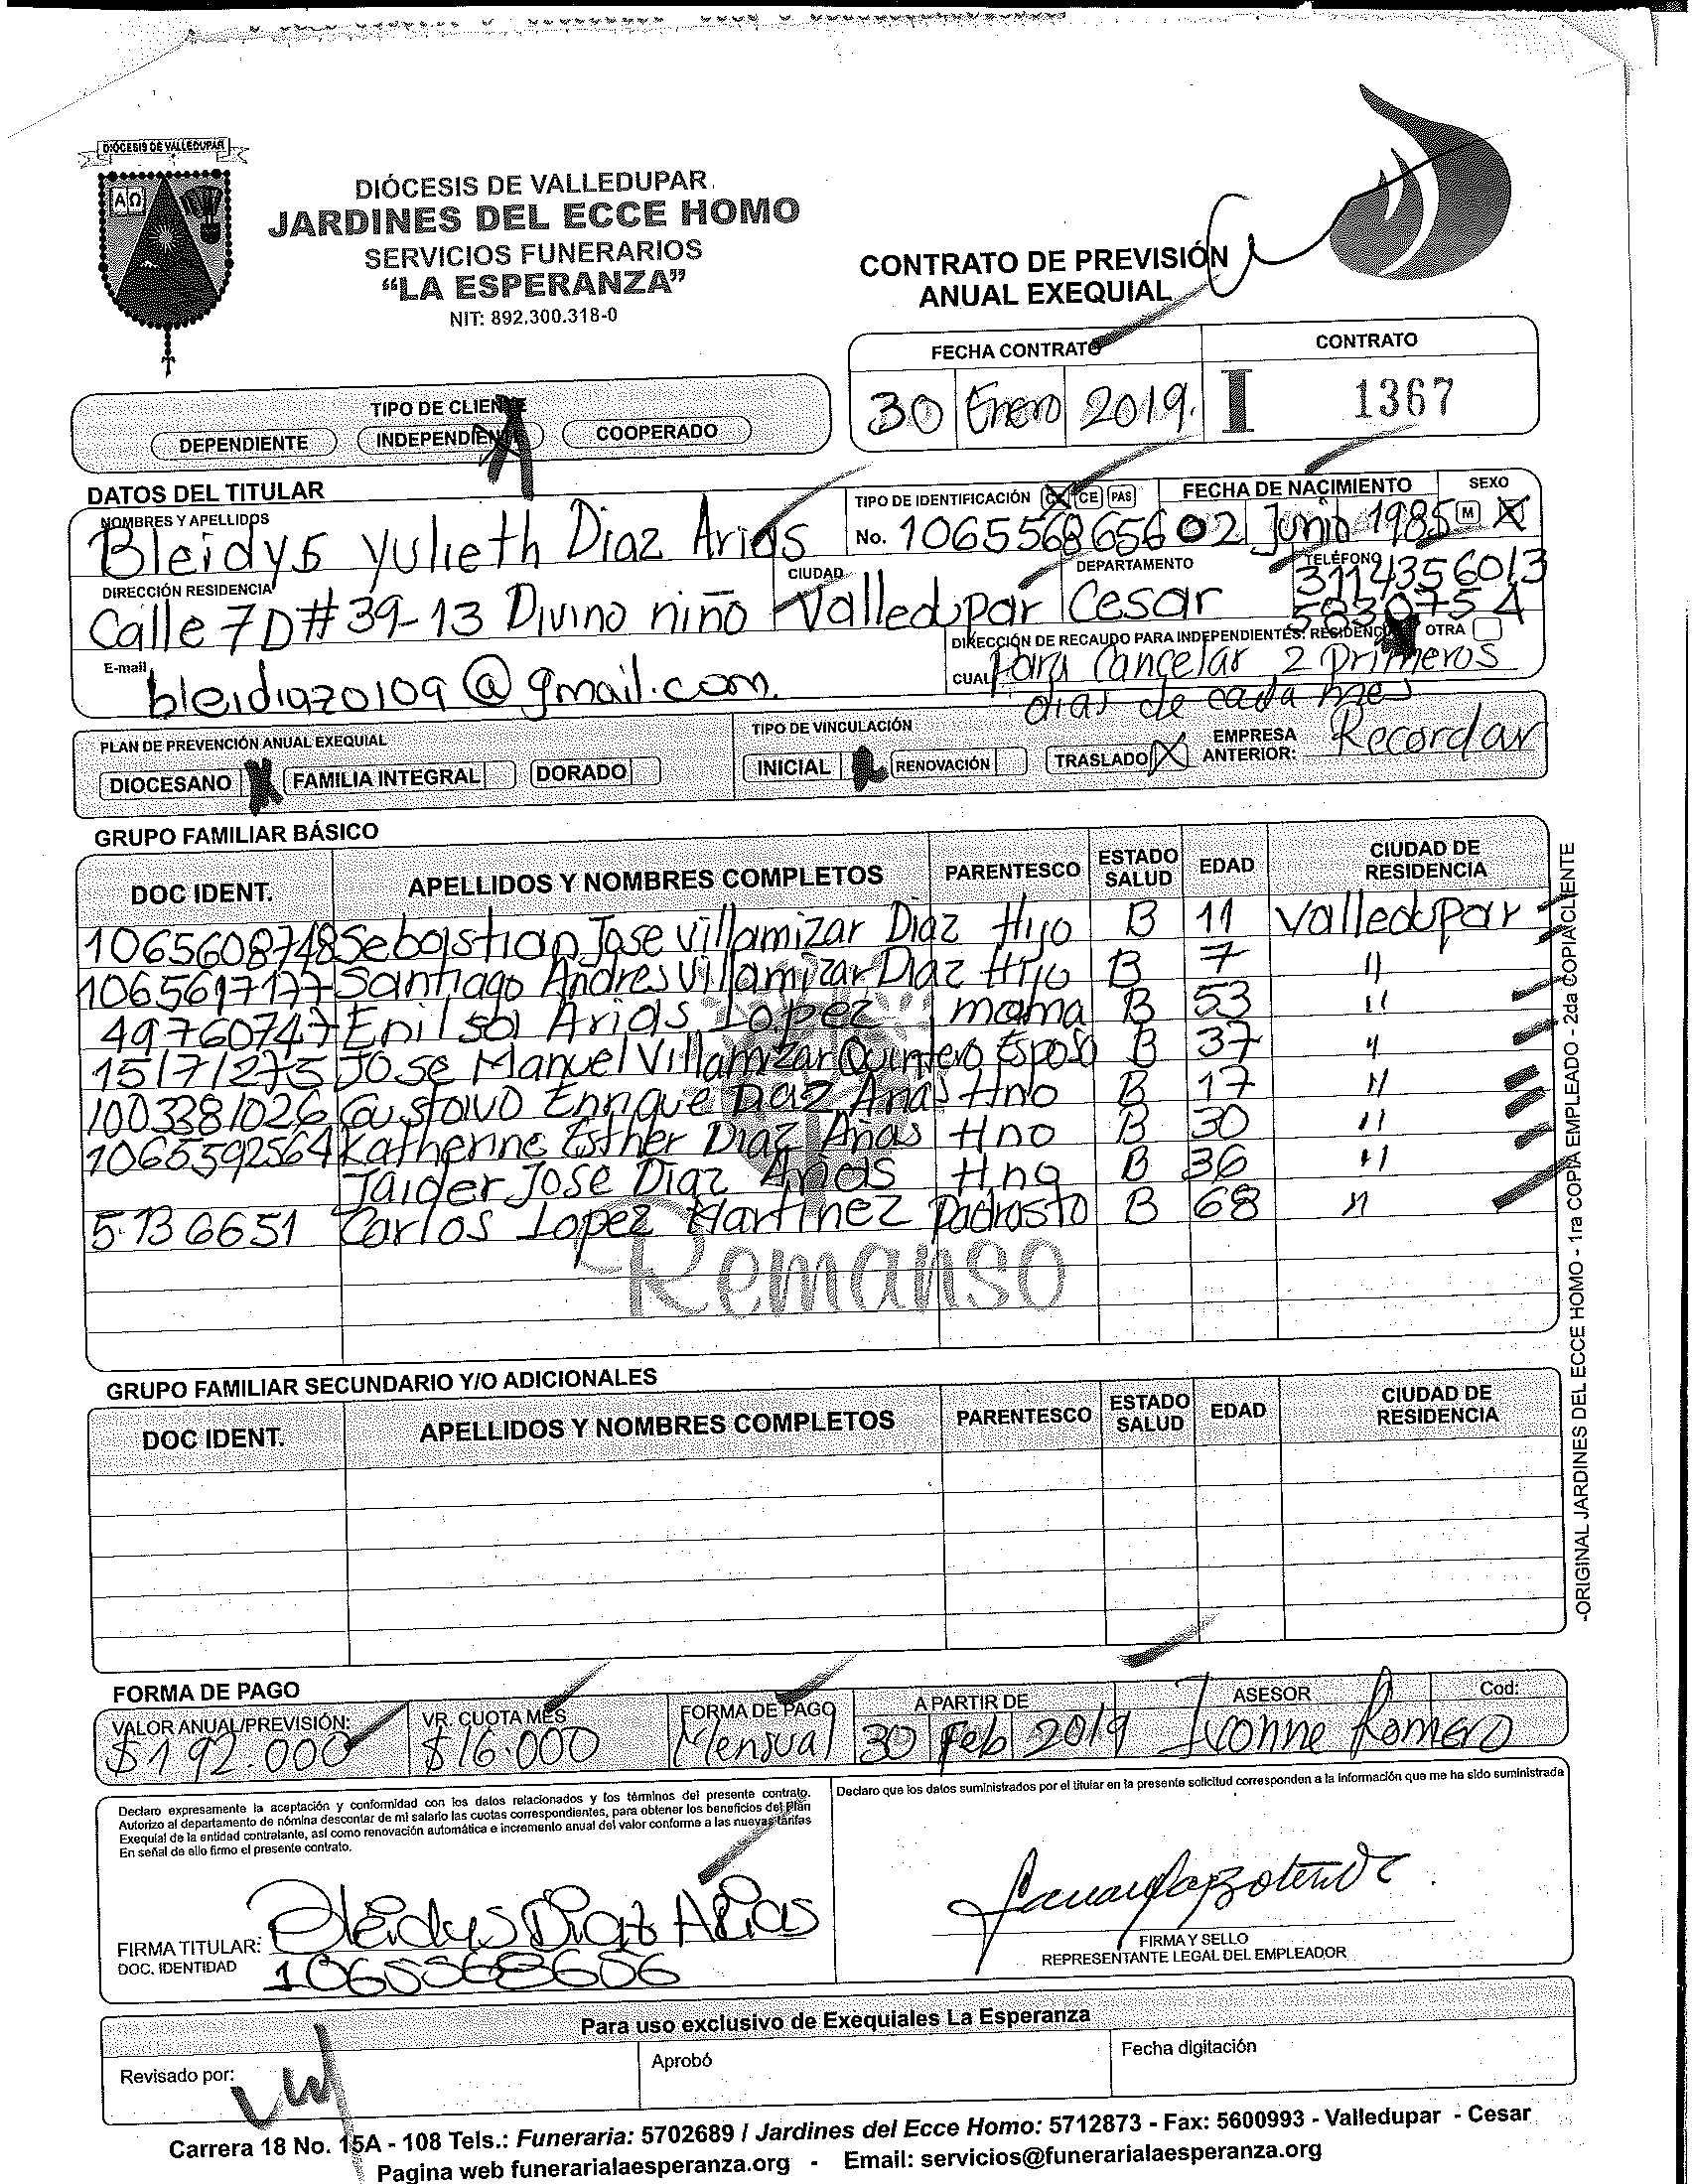 DIÓCESIS DE VALLEDUPAR
ΑΩ
DIÓCESIS DE VALLEDUPAR
JARDINES DEL ECCE HOMO
SERVICIOS FUNERARIOS
“LA ESPERANZA”
NIT: 892.300.318-0
CONTRATO DE PREVISIÓN
ANUAL EXEQUIAL
FECHA CONTRATO CONTRATO
30 Enero 2019. I 1367
TIPO DE CLIENTE
DEPENDIENTE INDEPENDIENTE COOPERADO
DATOS DEL TITULAR
NOMBRES Y APELLIDOS TIPO DE IDENTIFICACIÓN CC CE PAS FECHA DE NACIMIENTO SEXO
Bleidys Yulieth Diaz Arias No. 1065568656 02 Junio 1985 M X
DIRECCIÓN RESIDENCIA CIUDAD DEPARTAMENTO TELÉFONO
Calle 7D#39-13 Divino niño Valledupar Cesar 3114356013
5830754
E-mail DIRECCIÓN DE RECAUDO PARA INDEPENDIENTES: RESIDENCIA OTRA
bleidiaz0109@gmail.com. CUAL Para Cancelar 2 Primeros
dias de cada mes
PLAN DE PREVENCIÓN ANUAL EXEQUIAL TIPO DE VINCULACIÓN
DIOCESANO X FAMILIA INTEGRAL DORADO INICIAL RENOVACIÓN TRASLADO X EMPRESA ANTERIOR: Recordar
GRUPO FAMILIAR BÁSICO
DOC IDENT. APELLIDOS Y NOMBRES COMPLETOS PARENTESCO ESTADO SALUD EDAD CIUDAD DE RESIDENCIA
1065608748 Sebastian Jose Villamizar Diaz Hijo B 11 Valledupar
1065617177 Santiago Andres Villamizar Diaz Hijo B 7 "
49760747 Enilsa Arias Lopez mama B 53 "
15171275 Jose Manuel Villamizar Quintero Esposo B 37 "
1003381026 Gustavo Enrique Diaz Arias Hno B 17 "
1065592564 Katherine Esther Diaz Arias Hno B 30 "
Jaider Jose Diaz Arias Hno B 36 "
5136651 Carlos Lopez Martinez Padrasto B 68 "
Remanso
GRUPO FAMILIAR SECUNDARIO Y/O ADICIONALES
DOC IDENT. APELLIDOS Y NOMBRES COMPLETOS PARENTESCO ESTADO SALUD EDAD CIUDAD DE RESIDENCIA
-ORIGINAL JARDINES DEL ECCE HOMO - 1ra COPIA EMPLEADO - 2da COPIA CLIENTE
FORMA DE PAGO
VALOR ANUAL/PREVISIÓN: VR. CUOTA MES FORMA DE PAGO A PARTIR DE ASESOR Cod:
$192.000 $16.000 Mensual 30 Feb 2019 Ivonne Romero
Declaro expresamente la aceptación y conformidad con los datos relacionados y los términos del presente contrato.
Autorizo al departamento de nómina descontar de mi salario las cuotas correspondientes, para obtener los beneficios del Plan
Exequial de la entidad contratante, así como renovación automática e incremento anual del valor conforme a las nuevas tarifas
En señal de ello firmo el presente contrato.
Declaro que los datos suministrados por el titular en la presente solicitud corresponden a la información que me ha sido suministrada
FIRMA TITULAR: Bleidys Diaz Arias
DOC. IDENTIDAD 1065568656
FIRMA Y SELLO
REPRESENTANTE LEGAL DEL EMPLEADOR
Para uso exclusivo de Exequiales La Esperanza
Revisado por: Aprobó Fecha digitación
Carrera 18 No. 15A - 108 Tels.: Funeraria: 5702689 / Jardines del Ecce Homo: 5712873 - Fax: 5600993 - Valledupar - Cesar
Pagina web funerarialaesperanza.org - Email: servicios@funerarialaesperanza.org